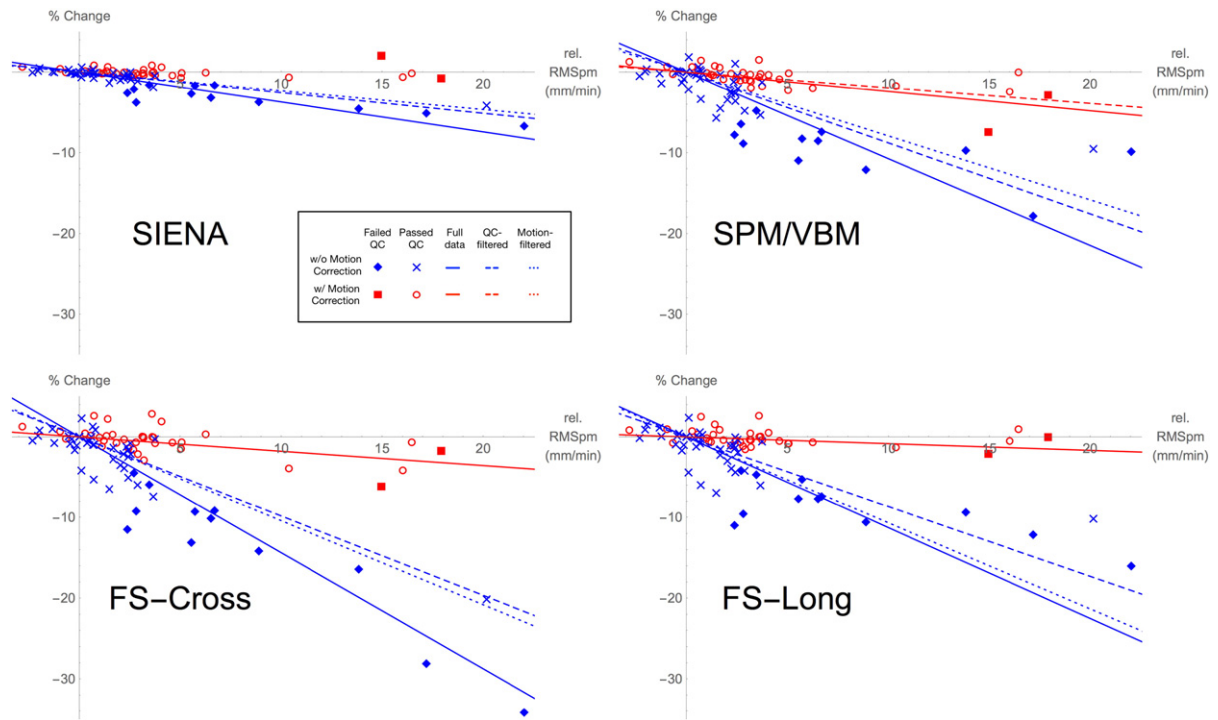 % Change
rel.
RMSpm
(mm/min)
5
10
15
20
-10
-20
-30
SIENA
Failed QC
Passed QC
Full data
QC-filtered
Motion-filtered
w/o Motion Correction
w/ Motion Correction
% Change
rel.
RMSpm
(mm/min)
5
10
15
20
-10
-20
-30
SPM/VBM
% Change
rel.
RMSpm
(mm/min)
5
10
15
20
-10
-20
-30
FS-Cross
% Change
rel.
RMSpm
(mm/min)
5
10
15
20
-10
-20
-30
FS-Long